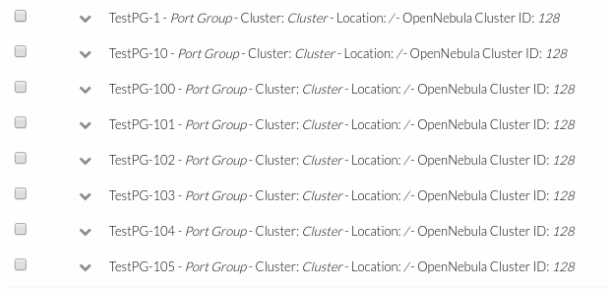 TestPG-1 - Port Group - Cluster: Cluster - Location: / - OpenNebula Cluster ID: 128
TestPG-10 - Port Group - Cluster: Cluster - Location: / - OpenNebula Cluster ID: 128
TestPG-100 - Port Group - Cluster: Cluster - Location: / - OpenNebula Cluster ID: 128
TestPG-101 - Port Group - Cluster: Cluster - Location: / - OpenNebula Cluster ID: 128
TestPG-102 - Port Group - Cluster: Cluster - Location: / - OpenNebula Cluster ID: 128
TestPG-103 - Port Group - Cluster: Cluster - Location: / - OpenNebula Cluster ID: 128
TestPG-104 - Port Group - Cluster: Cluster - Location: / - OpenNebula Cluster ID: 128
TestPG-105 - Port Group - Cluster: Cluster - Location: / - OpenNebula Cluster ID: 128